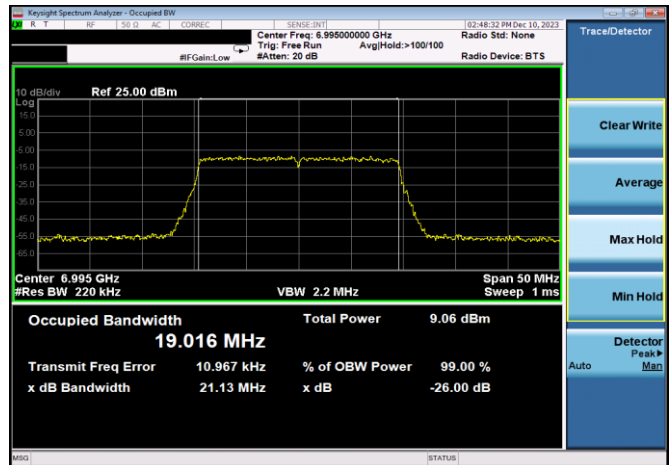 Keysight Spectrum Analyzer - Occupied BW
R T RF 50 Ω AC CORREC SENSE:INT 02:48:32 PM Dec 10, 2023
Center Freq: 6.995000000 GHz Radio Std: None
Trig: Free Run Avg|Hold:>100/100
#IFGain:Low #Atten: 20 dB Radio Device: BTS
10 dB/div Ref 25.00 dBm
Log
15.0
5.00
-5.00
-15.0
-25.0
-35.0
-45.0
-55.0
-65.0
Center 6.995 GHz Span 50 MHz
#Res BW 220 kHz VBW 2.2 MHz Sweep 1 ms
Occupied Bandwidth Total Power 9.06 dBm
19.016 MHz
Transmit Freq Error 10.967 kHz % of OBW Power 99.00 %
x dB Bandwidth 21.13 MHz x dB -26.00 dB
MSG STATUS
Trace/Detector
Clear Write
Average
Max Hold
Min Hold
Detector
Peak▶
Auto Man